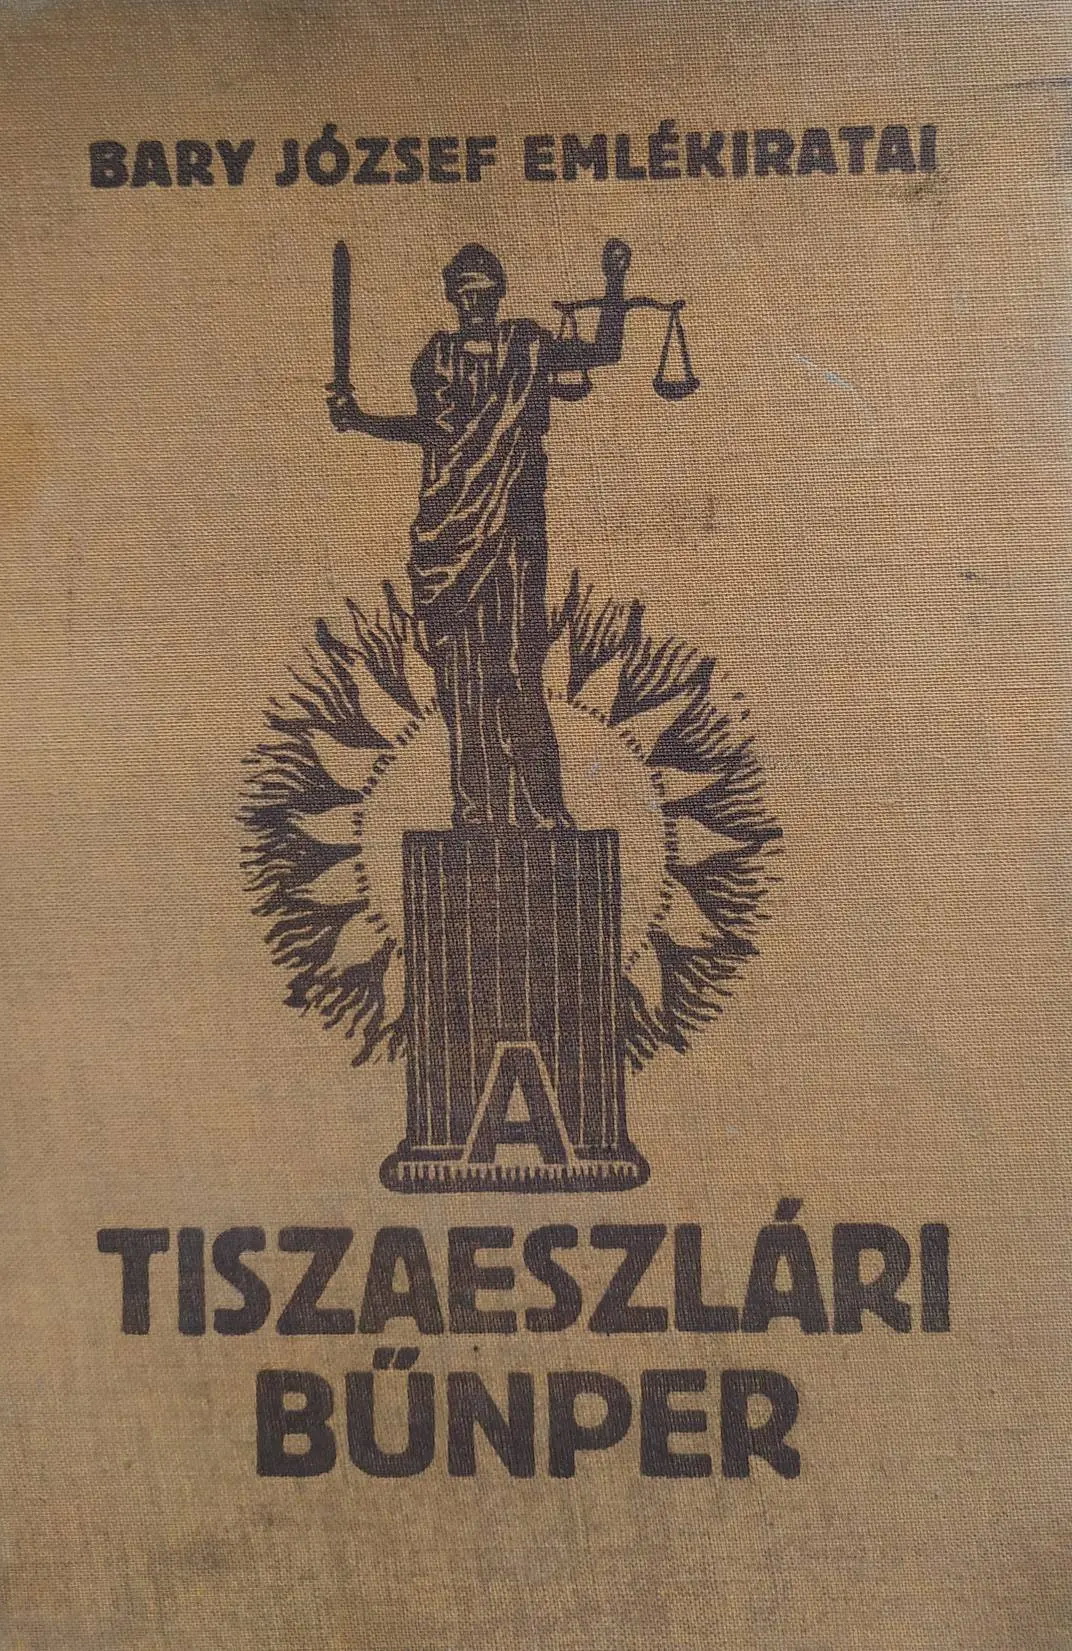 BARY JÓZSEF EMLÉKIRATAI
A
TISZAESZLÁRI
BŰNPER